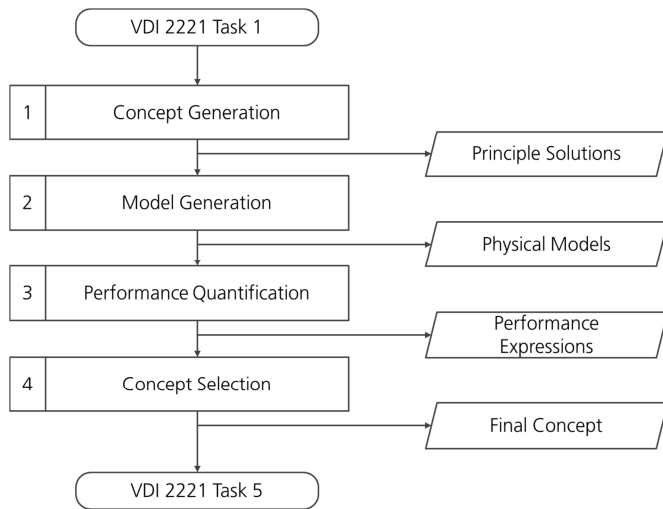 VDI 2221 Task 1
1 Concept Generation
Principle Solutions
2 Model Generation
Physical Models
3 Performance Quantification
Performance
Expressions
4 Concept Selection
Final Concept
VDI 2221 Task 5